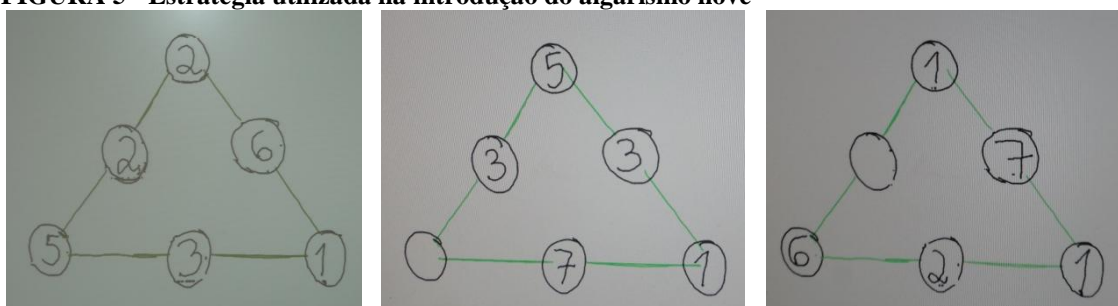 FIGURA 5 - Estratégia utilizada na introdução do algarismo nove
2 5 1
2 6 3 3 7
5 3 1 7 1 6 2 1